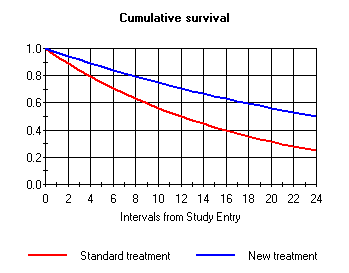 Cumulative survival
1.0
0.8
0.6
0.4
0.2
0.0
0 2 4 6 8 10 12 14 16 18 20 22 24
Intervals from Study Entry
Standard treatment New treatment